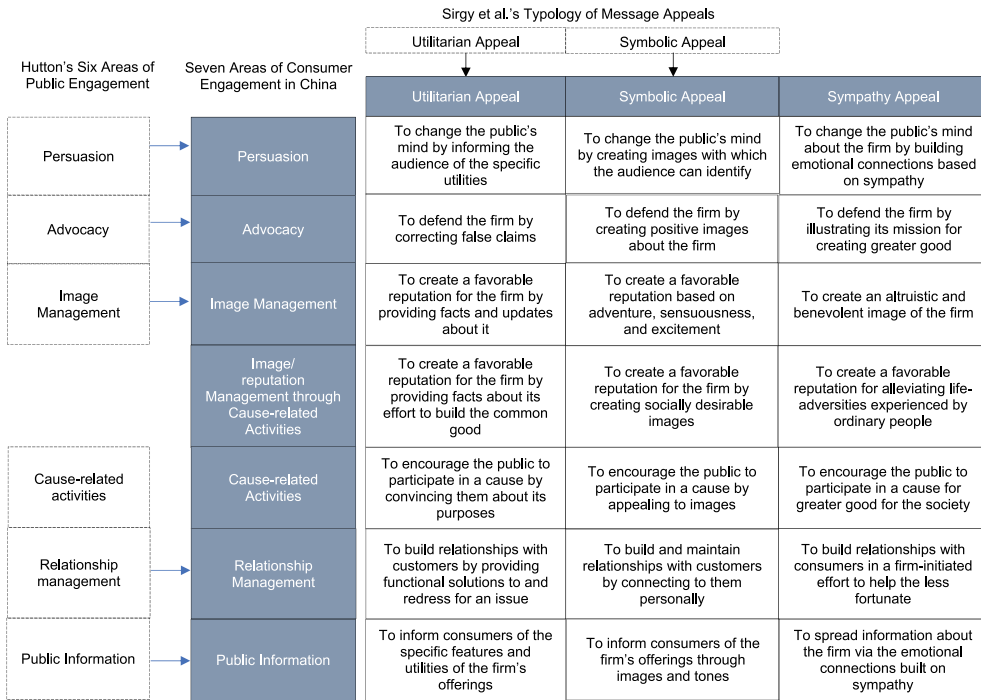 Sirgy et al.'s Typology of Message Appeals
Utilitarian Appeal
Symbolic Appeal
Hutton's Six Areas of
Public Engagement
Seven Areas of Consumer
Engagement in China
Utilitarian Appeal
Symbolic Appeal
Sympathy Appeal
Persuasion
Persuasion
To change the public's
mind by informing the
audience of the specific
utilities
To change the public's mind
by creating images with which
the audience can identify
To change the public's mind
about the firm by building
emotional connections based
on sympathy
Advocacy
Advocacy
To defend the firm by
correcting false claims
To defend the firm by
creating positive images
about the firm
To defend the firm by
illustrating its mission for
creating greater good
Image
Management
Image Management
To create a favorable
reputation for the firm by
providing facts and updates
about it
To create a favorable
reputation based on
adventure, sensuousness,
and excitement
To create an altruistic and
benevolent image of the firm
Image/
reputation
Management through
Cause-related
Activities
To create a favorable
reputation for the firm by
providing facts about its
effort to build the common
good
To create a favorable
reputation for the firm by
creating socially desirable
images
To create a favorable
reputation for alleviating life-
adversities experienced by
ordinary people
Cause-related
activities
Cause-related
Activities
To encourage the public to
participate in a cause by
convincing them about its
purposes
To encourage the public to
participate in a cause by
appealing to images
To encourage the public to
participate in a cause for
greater good for the society
Relationship
management
Relationship
Management
To build relationships with
customers by providing
functional solutions to and
redress for an issue
To build and maintain
relationships with customers
by connecting to them
personally
To build relationships with
consumers in a firm-initiated
effort to help the less
fortunate
Public Information
Public Information
To inform consumers of the
specific features and
utilities of the firm's
offerings
To inform consumers of the
firm's offerings through
images and tones
To spread information about
the firm via the emotional
connections built on
sympathy